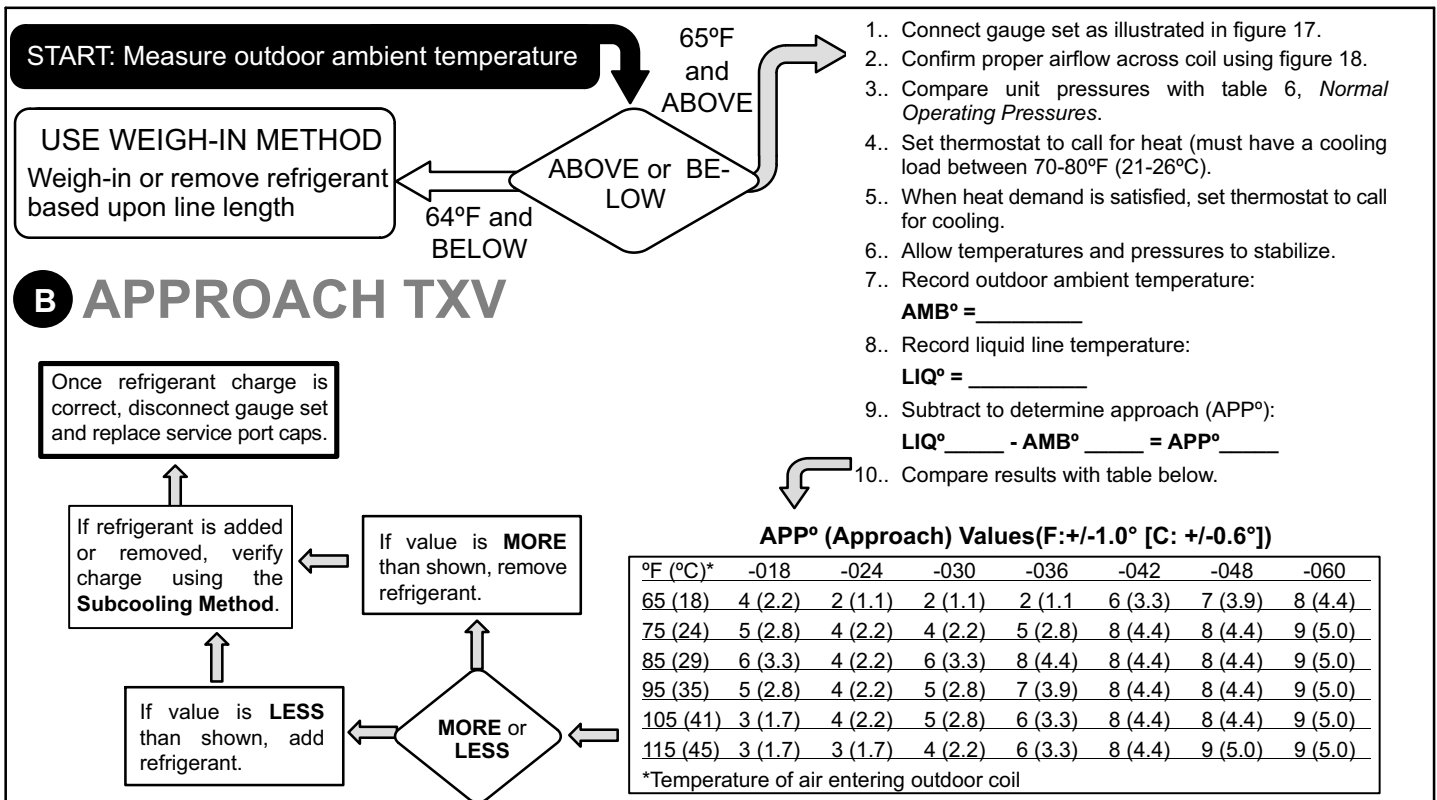 START: Measure outdoor ambient temperature
USE WEIGH-IN METHOD
Weigh-in or remove refrigerant
based upon line length
64ºF and
BELOW
ABOVE or BE-
LOW
65ºF
and
ABOVE
1.. Connect gauge set as illustrated in figure 17.
2.. Confirm proper airflow across coil using figure 18.
3.. Compare unit pressures with table 6, Normal
Operating Pressures.
4.. Set thermostat to call for heat (must have a cooling
load between 70-80ºF (21-26ºC).
5.. When heat demand is satisfied, set thermostat to call
for cooling.
6.. Allow temperatures and pressures to stabilize.
7.. Record outdoor ambient temperature:
AMBº =_________
8.. Record liquid line temperature:
LIQº = __________
9.. Subtract to determine approach (APPº):
LIQº_____ - AMBº _____ = APPº_____
10.. Compare results with table below.
B APPROACH TXV
Once refrigerant charge is
correct, disconnect gauge set
and replace service port caps.
If refrigerant is added
or removed, verify
charge using the
Subcooling Method.
If value is MORE
than shown, remove
refrigerant.
If value is LESS
than shown, add
refrigerant.
MORE or
LESS
APPº (Approach) Values(F:+/-1.0° [C: +/-0.6°])
ºF (ºC)* -018 -024 -030 -036 -042 -048 -060
65 (18) 4 (2.2) 2 (1.1) 2 (1.1) 2 (1.1 6 (3.3) 7 (3.9) 8 (4.4)
75 (24) 5 (2.8) 4 (2.2) 4 (2.2) 5 (2.8) 8 (4.4) 8 (4.4) 9 (5.0)
85 (29) 6 (3.3) 4 (2.2) 6 (3.3) 8 (4.4) 8 (4.4) 8 (4.4) 9 (5.0)
95 (35) 5 (2.8) 4 (2.2) 5 (2.8) 7 (3.9) 8 (4.4) 8 (4.4) 9 (5.0)
105 (41) 3 (1.7) 4 (2.2) 5 (2.8) 6 (3.3) 8 (4.4) 8 (4.4) 9 (5.0)
115 (45) 3 (1.7) 3 (1.7) 4 (2.2) 6 (3.3) 8 (4.4) 9 (5.0) 9 (5.0)
*Temperature of air entering outdoor coil